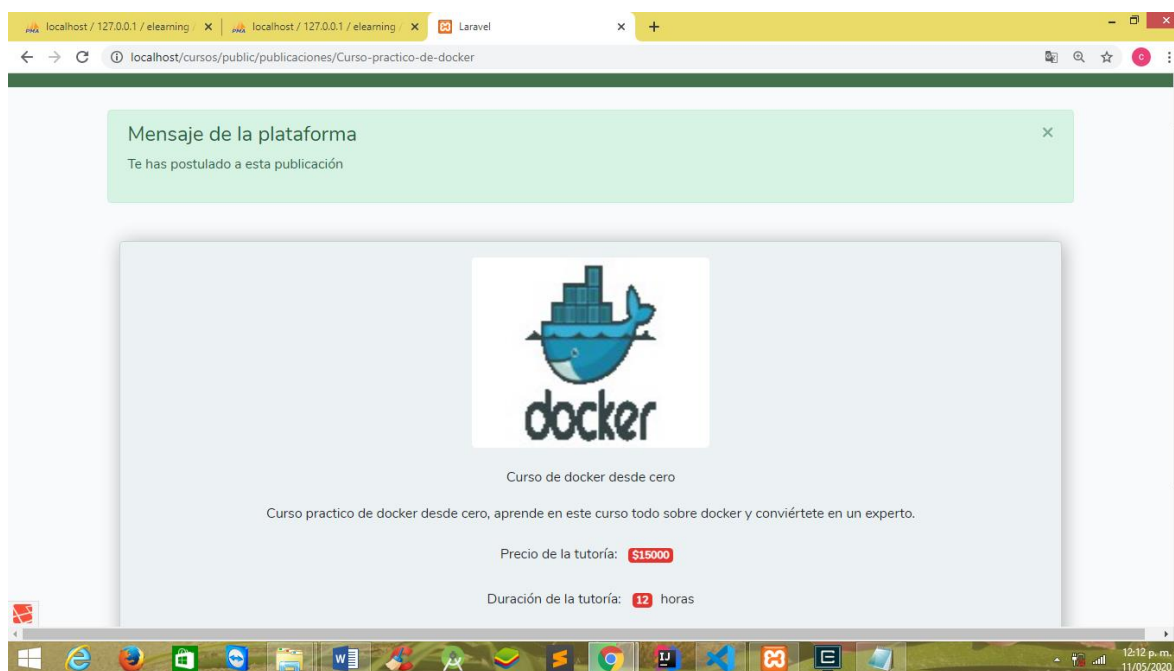 localhost / 127.0.0.1 / elearning /
localhost / 127.0.0.1 / elearning /
Laravel
localhost/cursos/public/publicaciones/Curso-practico-de-docker
Mensaje de la plataforma
Te has postulado a esta publicación
docker
Curso de docker desde cero
Curso practico de docker desde cero, aprende en este curso todo sobre docker y conviértete en un experto.
Precio de la tutoría: $15000
Duración de la tutoría: 12 horas
12:12 p.m.
11/05/2020